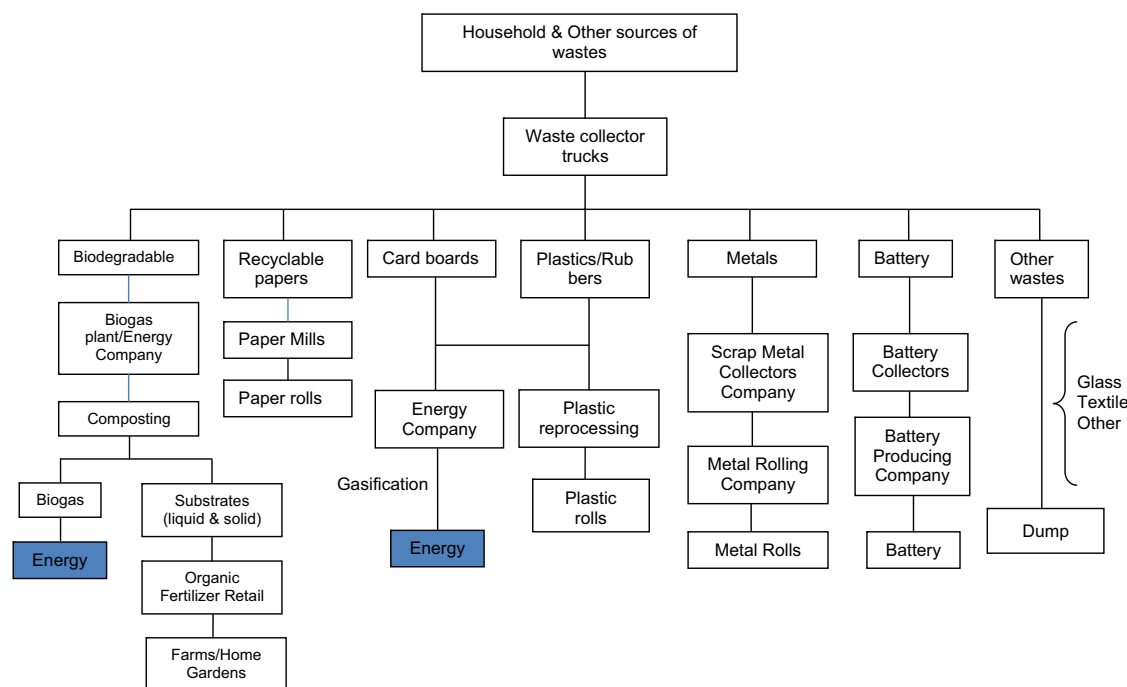 Household & Other sources of
wastes
Waste collector
trucks
Biodegradable
Recyclable
papers
Card boards
Plastics/Rub
bers
Metals
Battery
Other
wastes
Biogas
plant/Energy
Company
Paper Mills
Scrap Metal
Collectors
Company
Battery
Collectors
Glass
Textile
Other
Composting
Paper rolls
Energy
Company
Plastic
reprocessing
Battery
Producing
Company
Biogas
Substrates
(liquid & solid)
Gasification
Plastic
rolls
Metal Rolling
Company
Energy
Energy
Metal Rolls
Battery
Dump
Organic
Fertilizer Retail
Farms/Home
Gardens